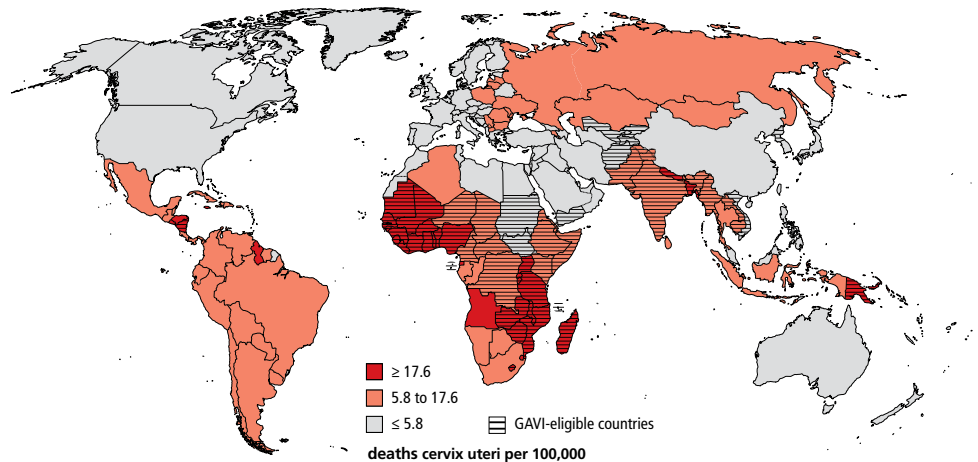 ≥ 17.6
5.8 to 17.6
≤ 5.8
GAVI-eligible countries
deaths cervix uteri per 100,000